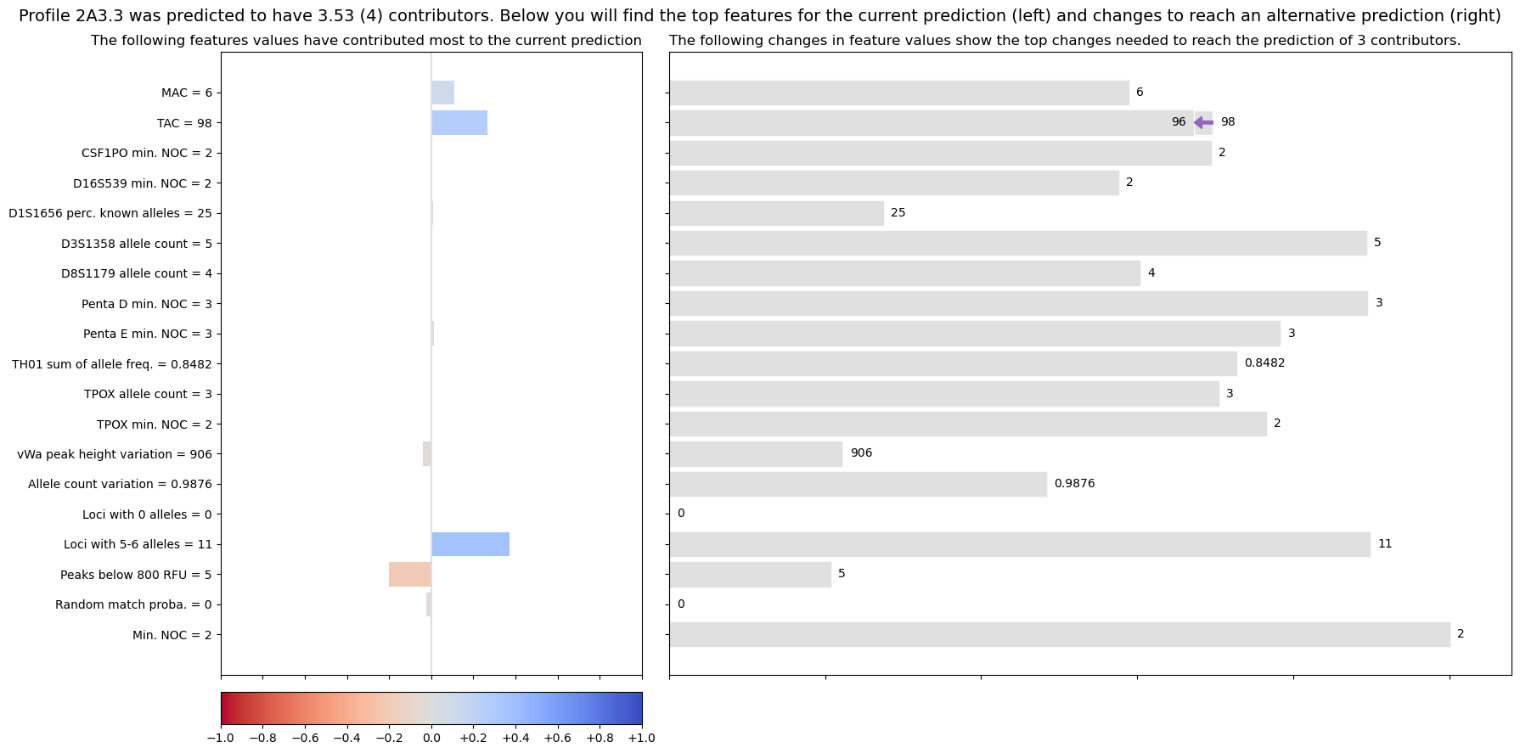 Profile 2A3.3 was predicted to have 3.53 (4) contributors. Below you will find the top features for the current prediction (left) and changes to reach an alternative prediction (right)
The following features values have contributed most to the current prediction
The following changes in feature values show the top changes needed to reach the prediction of 3 contributors.
MAC = 6
6
TAC = 98
96
98
CSF1PO min. NOC = 2
2
D16S539 min. NOC = 2
2
D1S1656 perc. known alleles = 25
25
D3S1358 allele count = 5
5
D8S1179 allele count = 4
4
Penta D min. NOC = 3
3
Penta E min. NOC = 3
3
TH01 sum of allele freq. = 0.8482
0.8482
TPOX allele count = 3
3
TPOX min. NOC = 2
2
vWa peak height variation = 906
906
Allele count variation = 0.9876
0.9876
Loci with 0 alleles = 0
0
Loci with 5-6 alleles = 11
11
Peaks below 800 RFU = 5
5
Random match proba. = 0
0
Min. NOC = 2
2
−1.0 −0.8 −0.6 −0.4 −0.2 0.0 +0.2 +0.4 +0.6 +0.8 +1.0